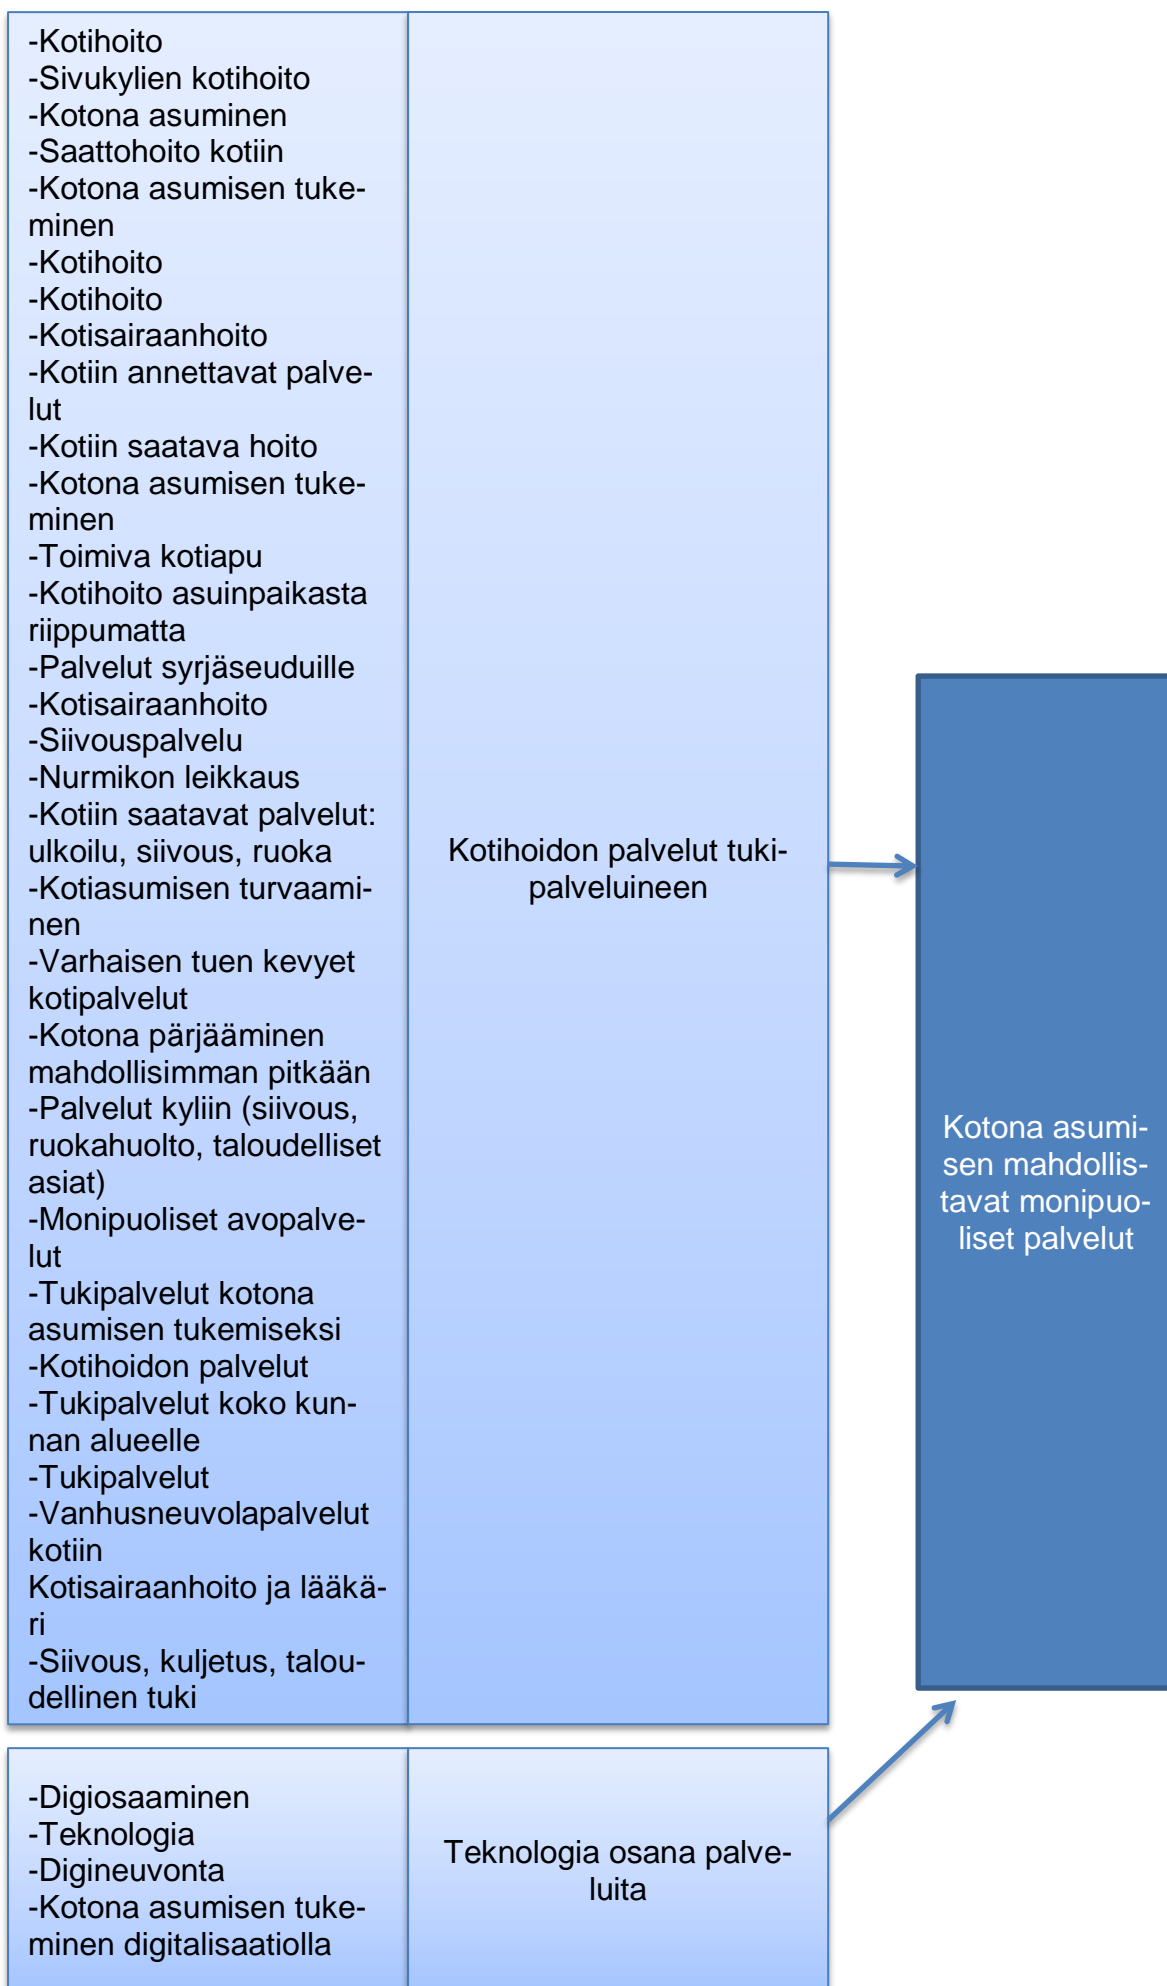 -Kotihoito
-Sivukylien kotihoito
-Kotona asuminen
-Saattohoito kotiin
-Kotona asumisen tuke-
minen
-Kotihoito
-Kotihoito
-Kotisairaanhoito
-Kotiin annettavat palve-
lut
-Kotiin saatava hoito
-Kotona asumisen tuke-
minen
-Toimiva kotiapu
-Kotihoito asuinpaikasta
riippumatta
-Palvelut syrjäseuduille
-Kotisairaanhoito
-Siivouspalvelu
-Nurmikon leikkaus
-Kotiin saatavat palvelut:
ulkoilu, siivous, ruoka
-Kotiasumisen turvaami-
nen
-Varhaisen tuen kevyet
kotipalvelut
-Kotona pärjääminen
mahdollisimman pitkään
-Palvelut kyliin (siivous,
ruokahuolto, taloudelliset
asiat)
-Monipuoliset avopalve-
lut
-Tukipalvelut kotona
asumisen tukemiseksi
-Kotihoidon palvelut
-Tukipalvelut koko kun-
nan alueelle
-Tukipalvelut
-Vanhusneuvolapalvelut
kotiin
Kotisairaanhoito ja lääkä-
ri
-Siivous, kuljetus, talou-
dellinen tuki
Kotihoidon palvelut tuki-
palveluineen
Kotona asumi-
sen mahdollis-
tavat monipuo-
liset palvelut
-Digiosaaminen
-Teknologia
-Digineuvonta
-Kotona asumisen tuke-
minen digitalisaatiolla
Teknologia osana palve-
luita